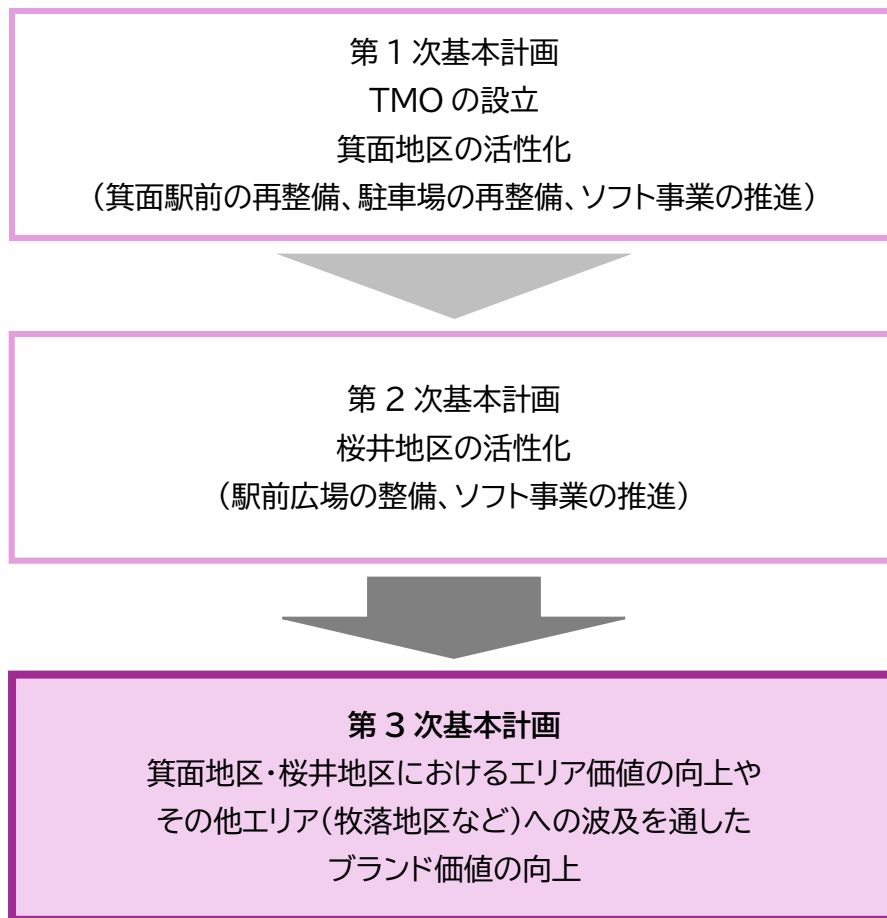 第1次基本計画
TMOの設立
箕面地区の活性化
（箕面駅前の再整備、駐車場の再整備、ソフト事業の推進）
第2次基本計画
桜井地区の活性化
（駅前広場の整備、ソフト事業の推進）
第3次基本計画
箕面地区・桜井地区におけるエリア価値の向上や
その他エリア（牧落地区など）への波及を通した
ブランド価値の向上